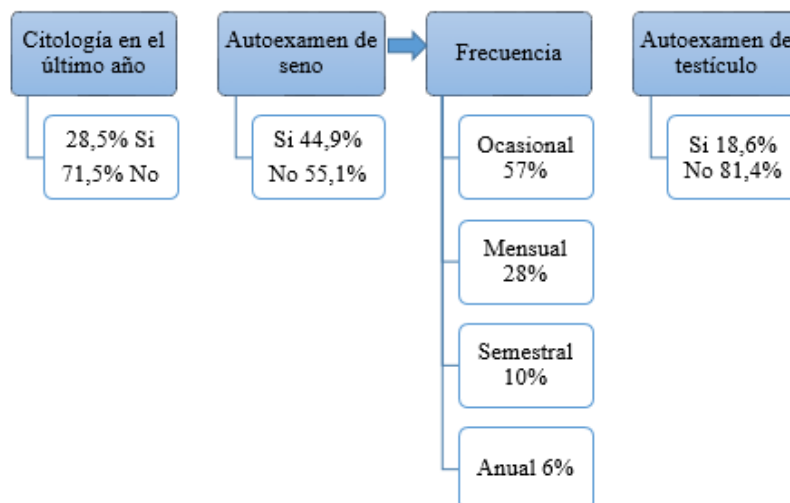 Citología en el
último año
28,5% Si
71,5% No
Autoexamen de
seno
Si 44,9%
No 55,1%
Frecuencia
Ocasional
57%
Mensual
28%
Semestral
10%
Anual 6%
Autoexamen de
testículo
Si 18,6%
No 81,4%